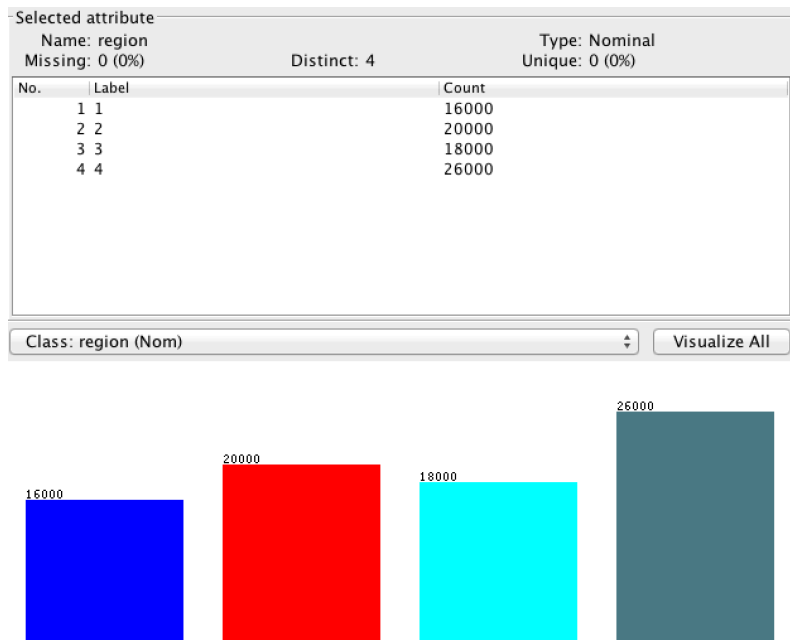 Selected attribute
Name: region Type: Nominal
Missing: 0 (0%) Distinct: 4 Unique: 0 (0%)
No. Label Count
1 1 16000
2 2 20000
3 3 18000
4 4 26000
Class: region (Nom) Visualize All
26000
20000
18000
16000